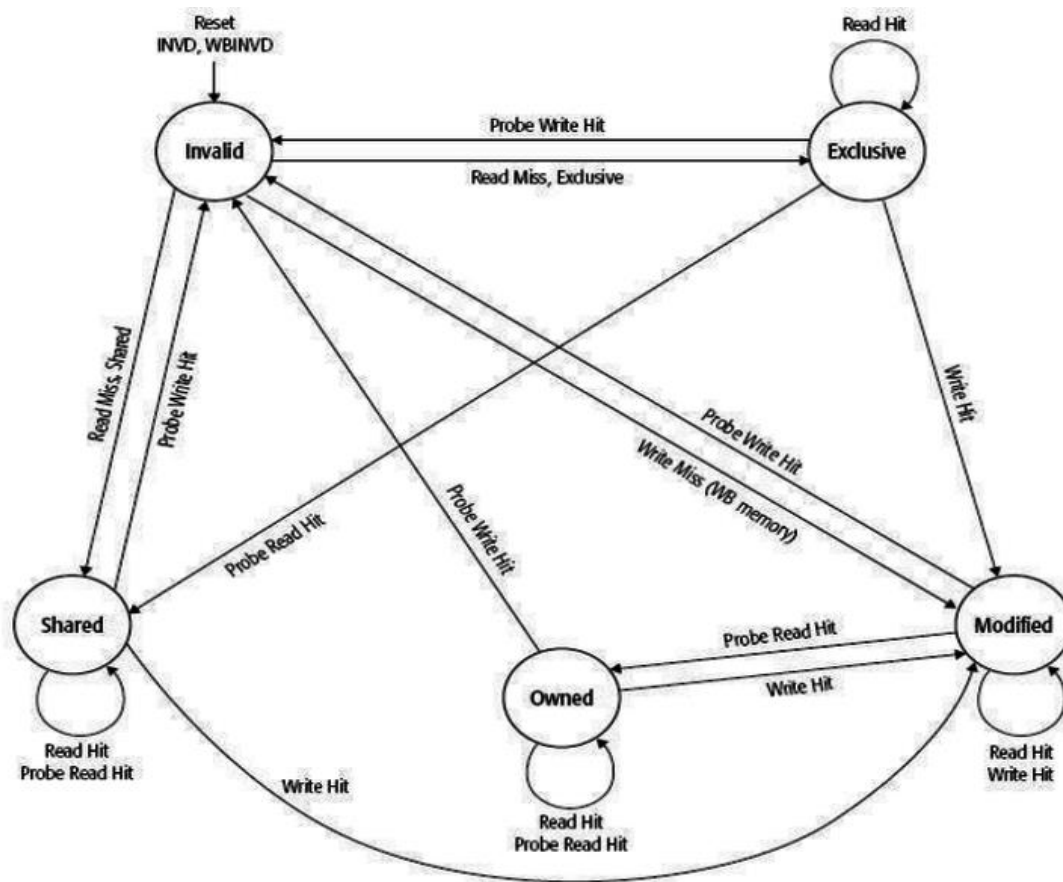 Reset
INVD, WBINVD
Read Hit
Invalid
Probe Write Hit
Read Miss, Exclusive
Exclusive
Read Miss, Shared
Probe Write Hit
Probe Read Hit
Probe Write Hit
Probe Write Hit
Write Miss (WB memory)
Write Hit
Shared
Read Hit
Probe Read Hit
Write Hit
Owned
Read Hit
Probe Read Hit
Probe Read Hit
Write Hit
Modified
Read Hit
Write Hit